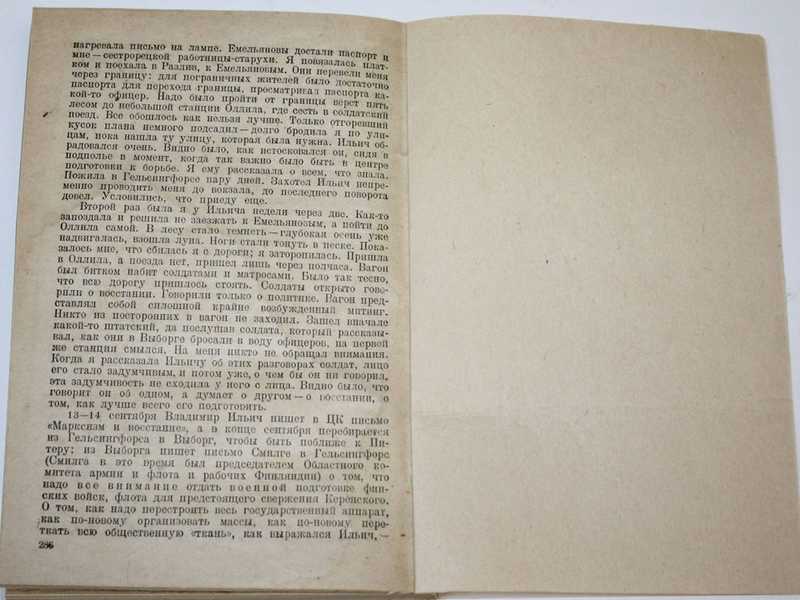 нагревала письмо на лампе. Емельяновы достали паспорт и
мне — сестрорецкой работницы-старухи. Я повязалась плат-
ком и поехала в Разлив, к Емельяновым. Они перевели меня
через границу: для пограничных жителей было достаточно
паспорта для перехода границы, просматривал паспорта ка-
кой-то офицер. Надо было пройти от границы верст пять
лесом до небольшой станции Оллила, где сесть в солдатский
поезд. Все обошлось как нельзя лучше. Только отгоревший
кусок плана немного подсадил — долго бродила я по ули-
цам, пока нашла ту улицу, которая была нужна. Ильич об-
радовался очень. Видно было, как истосковался он, сидя в
подполье в момент, когда так важно было быть в центре
подготовки к борьбе. Я ему рассказала о всем, что знала.
Пожила в Гельсингфорсе пару дней. Захотел Ильич непре-
менно проводить меня до вокзала, до последнего поворота
довел. Условились, что приеду еще.
Второй раз была я у Ильича недели через две. Как-то
запоздала и решила не заезжать к Емельяновым, а пойти до
Оллила самой. В лесу стало темнеть — глубокая осень уже
надвигалась, взошла луна. Ноги стали тонуть в песке. Пока-
залось мне, что сбилась я с дороги; я заторопилась. Пришла
в Оллила, а поезда нет, пришел лишь через полчаса. Вагон
был битком набит солдатами и матросами. Было так тесно,
что всю дорогу пришлось стоять. Солдаты открыто гово-
рили о восстании. Говорили только о политике. Вагон пред-
ставлял собой сплошной крайне возбужденный митинг.
Никто из посторонних в вагон не заходил. Зашел вначале
какой-то штатский, да послушав солдата, который рассказы-
вал, как они в Выборге бросали в воду офицеров, на первой
же станции смылся. На меня никто не обращал внимания.
Когда я рассказала Ильичу об этих разговорах солдат, лицо
его стало задумчивым, и потом уже, о чем бы он ни говорил,
эта задумчивость не сходила у него с лица. Видно было, что
говорит он об одном, а думает о другом — о восстании, о
том, как лучше всего его подготовить.
13—14 сентября Владимир Ильич пишет в ЦК письмо
«Марксизм и восстание», а в конце сентября перебирается
из Гельсингфорса в Выборг, чтобы быть поближе к Пи-
теру; из Выборга пишет письмо Смилге в Гельсингфорс
(Смилга в это время был председателем Областного ко-
митета армии и флота и рабочих Финляндии) о том, что
надо все внимание отдать военной подготовке фин-
ских войск, флота для предстоящего свержения Керенского.
О том, как надо перестроить весь государственный аппарат,
как по-новому организовать массы, как по-новому пере-
ткать всю общественную «ткань», как выражался Ильич, —
286